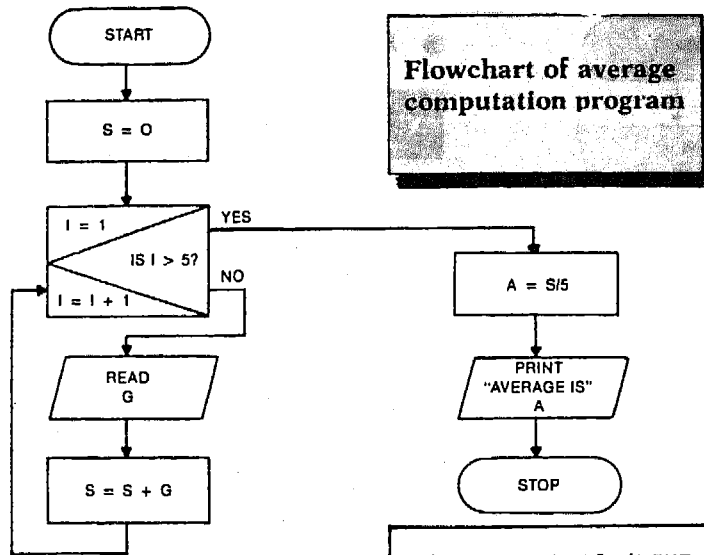 START
Flowchart of average
computation program
S = O
I = 1
YES
IS I > 5?
NO
I = I + 1
A = S/5
READ
G
PRINT
"AVERAGE IS"
A
S = S + G
STOP